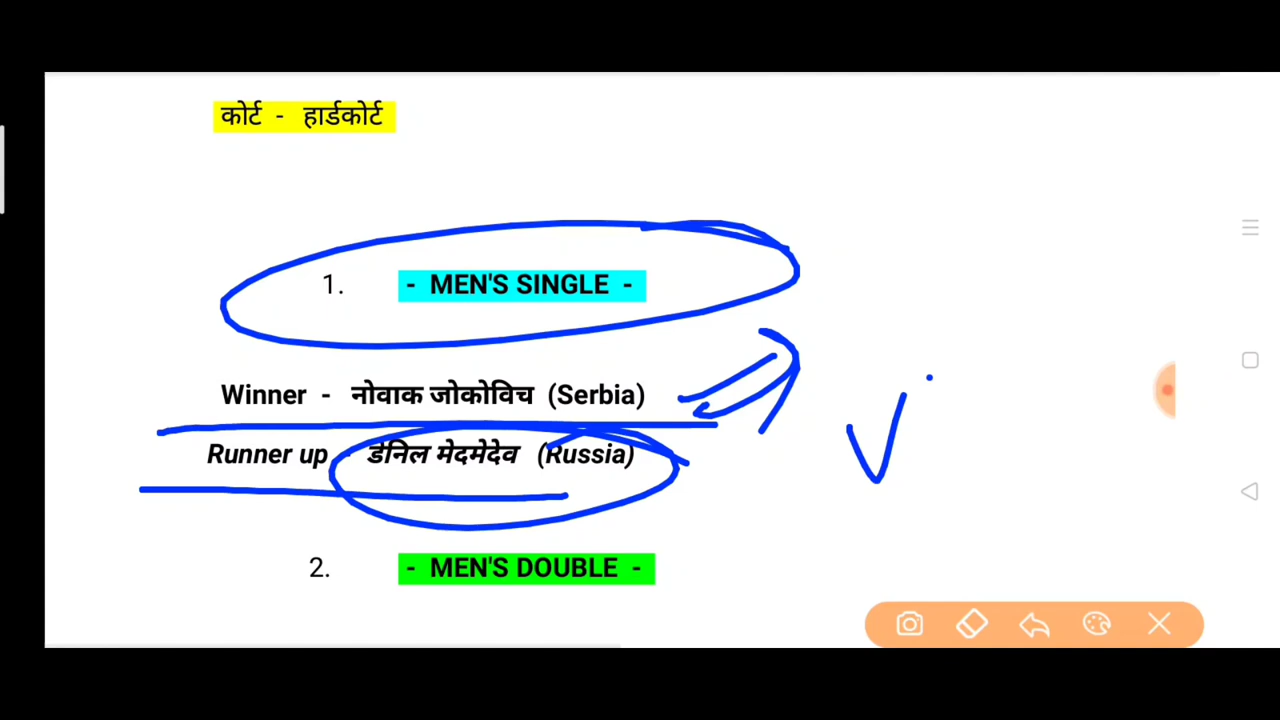 कोर्ट - हार्डकोर्ट
1. - MEN'S SINGLE -
Winner - नोवाक जोकोविच (Serbia)
Runner up - डेनिल मेदमेदेव (Russia)
2. - MEN'S DOUBLE -